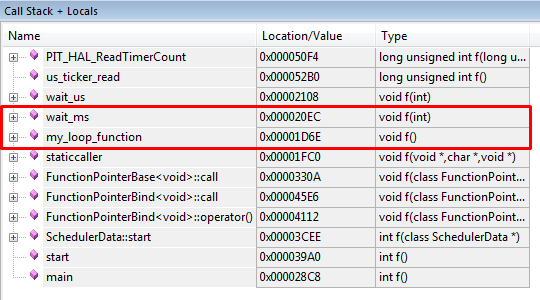 Call Stack + Locals
Name Location/Value Type
PIT_HAL_ReadTimerCount 0x000050F4 long unsigned int f(long u...
us_ticker_read 0x000052B0 long unsigned int f()
wait_us 0x00002108 void f(int)
wait_ms 0x000020EC void f(int)
my_loop_function 0x00001D6E void f()
staticcaller 0x00001FC0 void f(void *,char *,void *)
FunctionPointerBase<void>::call 0x0000330A void f(class FunctionPoint...
FunctionPointerBind<void>::call 0x000045E6 void f(class FunctionPoint...
FunctionPointerBind<void>::operator() 0x00004112 void f(class FunctionPoint...
SchedulerData::start 0x00003CEE int f(class SchedulerData *)
start 0x000039A0 int f()
main 0x000028C8 int f()